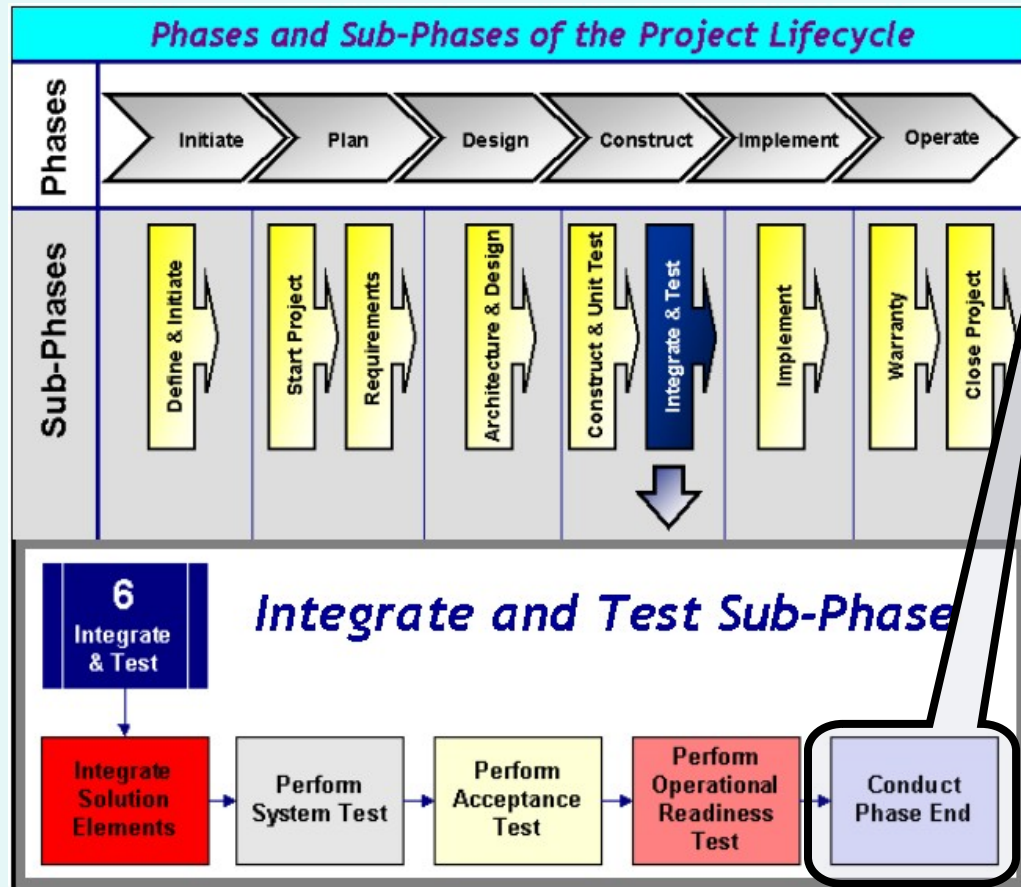 Phases and Sub-Phases of the Project Lifecycle
Phases
Initiate
Plan
Design
Construct
Implement
Operate
Sub-Phases
Define & Initiate
Start Project
Requirements
Architecture & Design
Construct & Unit Test
Integrate & Test
Implement
Warranty
Close Project
6
Integrate
& Test
Integrate and Test Sub-Phase
Integrate
Solution
Elements
Perform
System Test
Perform
Acceptance
Test
Perform
Operational
Readiness
Test
Conduct
Phase End